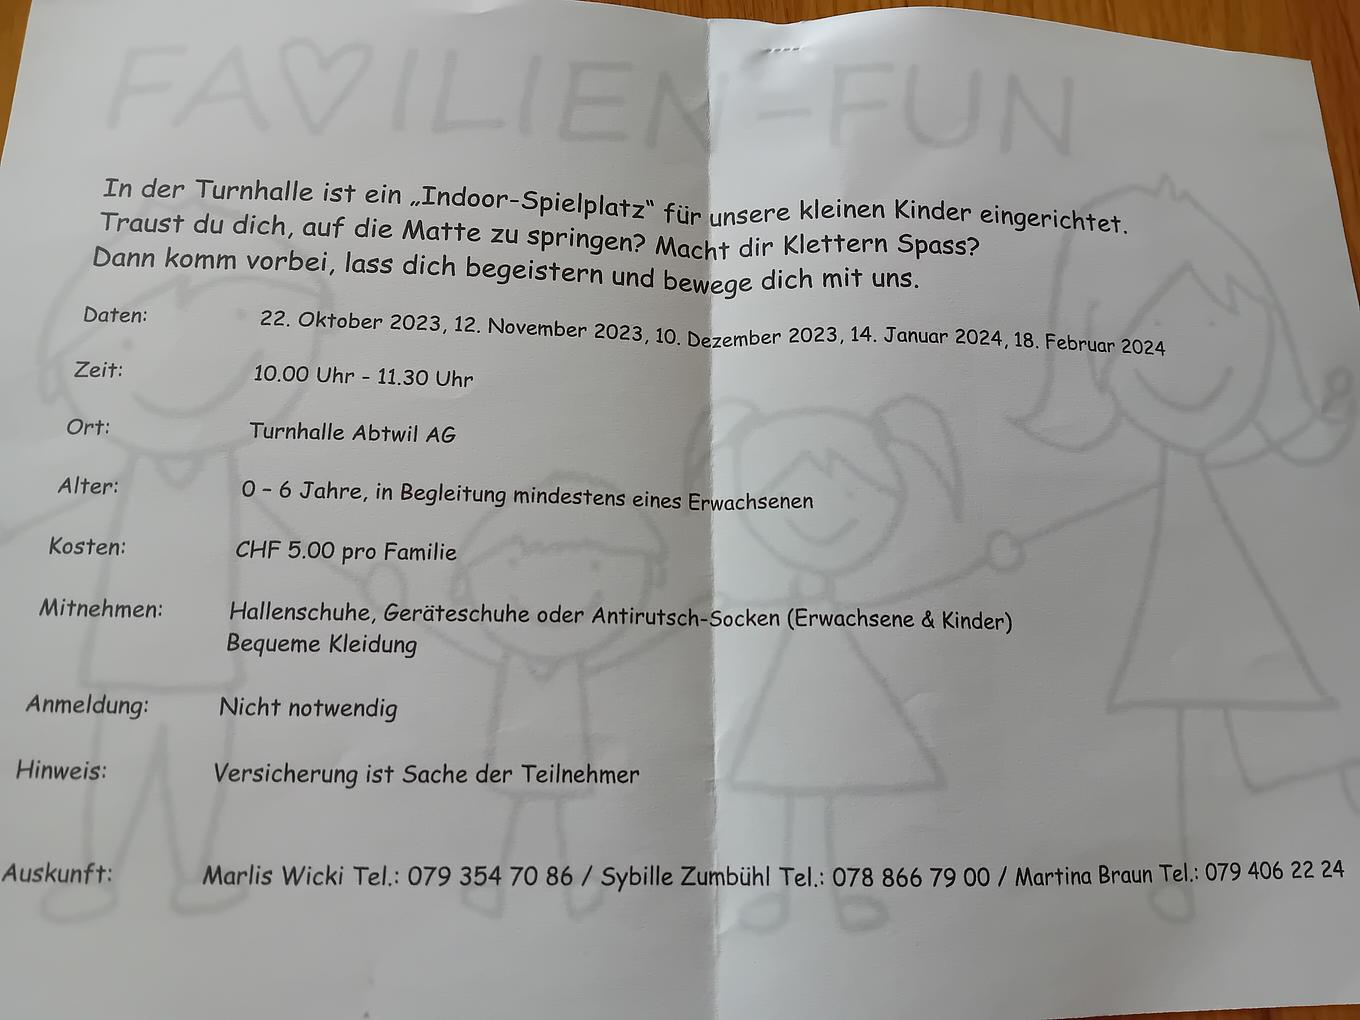 FAMILIEN-FUN
In der Turnhalle ist ein „Indoor-Spielplatz“ für unsere kleinen Kinder eingerichtet.
Traust du dich, auf die Matte zu springen? Macht dir Klettern Spass?
Dann komm vorbei, lass dich begeistern und bewege dich mit uns.
Daten: 22. Oktober 2023, 12. November 2023, 10. Dezember 2023, 14. Januar 2024, 18. Februar 2024
Zeit: 10.00 Uhr - 11.30 Uhr
Ort: Turnhalle Abtwil AG
Alter: 0 - 6 Jahre, in Begleitung mindestens eines Erwachsenen
Kosten: CHF 5.00 pro Familie
Mitnehmen: Hallenschuhe, Geräteschuhe oder Antirutsch-Socken (Erwachsene & Kinder)
Bequeme Kleidung
Anmeldung: Nicht notwendig
Hinweis: Versicherung ist Sache der Teilnehmer
Auskunft: Marlis Wicki Tel.: 079 354 70 86 / Sybille Zumbühl Tel.: 078 866 79 00 / Martina Braun Tel.: 079 406 22 24